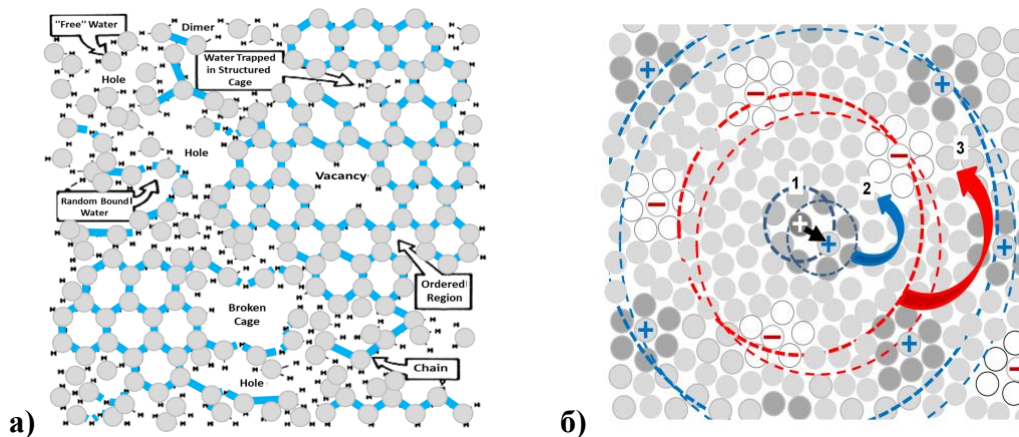 "Free" Water
Dimer
Water Trapped
in Structured
Cage
Hole
Hole
Vacancy
Random Bound
Water
Ordered
Region
Broken
Cage
Chain
Hole
а)
1
2
3
б)